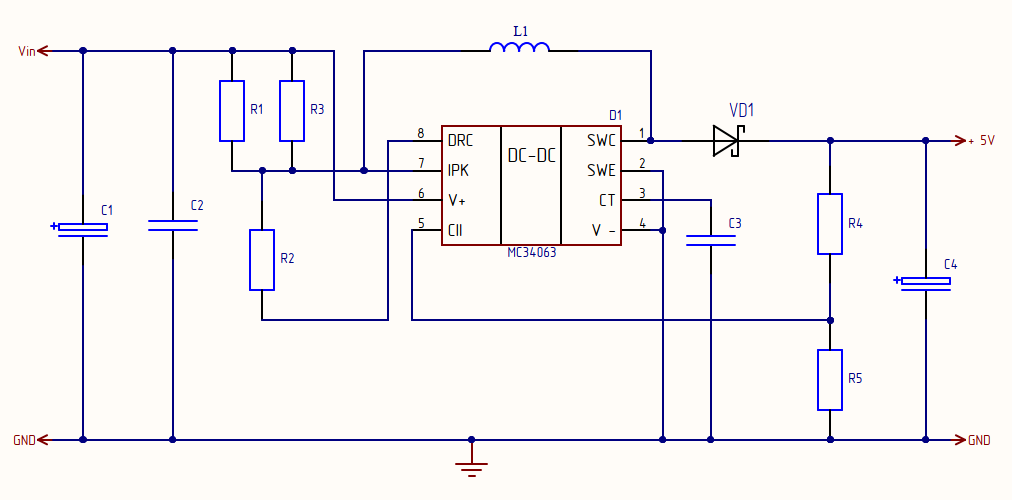 L1
Vin
R1
R3
D1
VD1
8
DRC
DC-DC
SWC
1
+ 5V
7
IPK
SWE
2
6
V+
CT
3
5
CII
V -
4
MC34063
C1
C2
R2
C3
R4
C4
R5
GND
GND